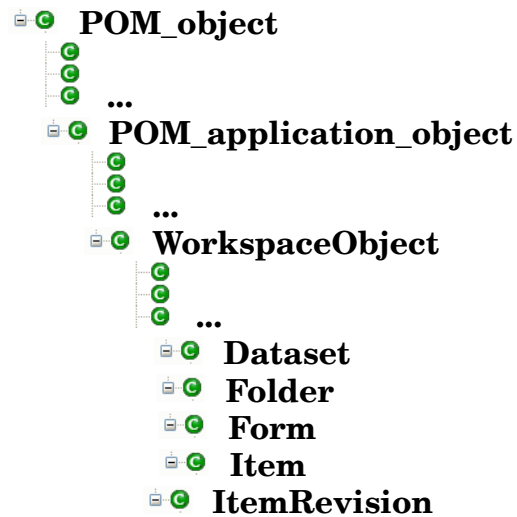 C POM_object
C
C
C ...
C POM_application_object
C
C
C ...
C WorkspaceObject
C
C
C ...
C Dataset
C Folder
C Form
C Item
C ItemRevision